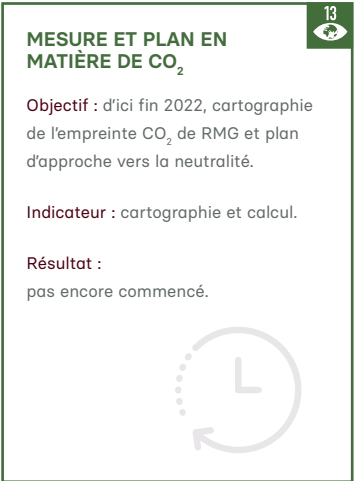 13
MESURE ET PLAN EN
MATIÈRE DE CO₂
Objectif : d'ici fin 2022, cartographie
de l'empreinte CO₂ de RMG et plan
d'approche vers la neutralité.
Indicateur : cartographie et calcul.
Résultat :
pas encore commencé.